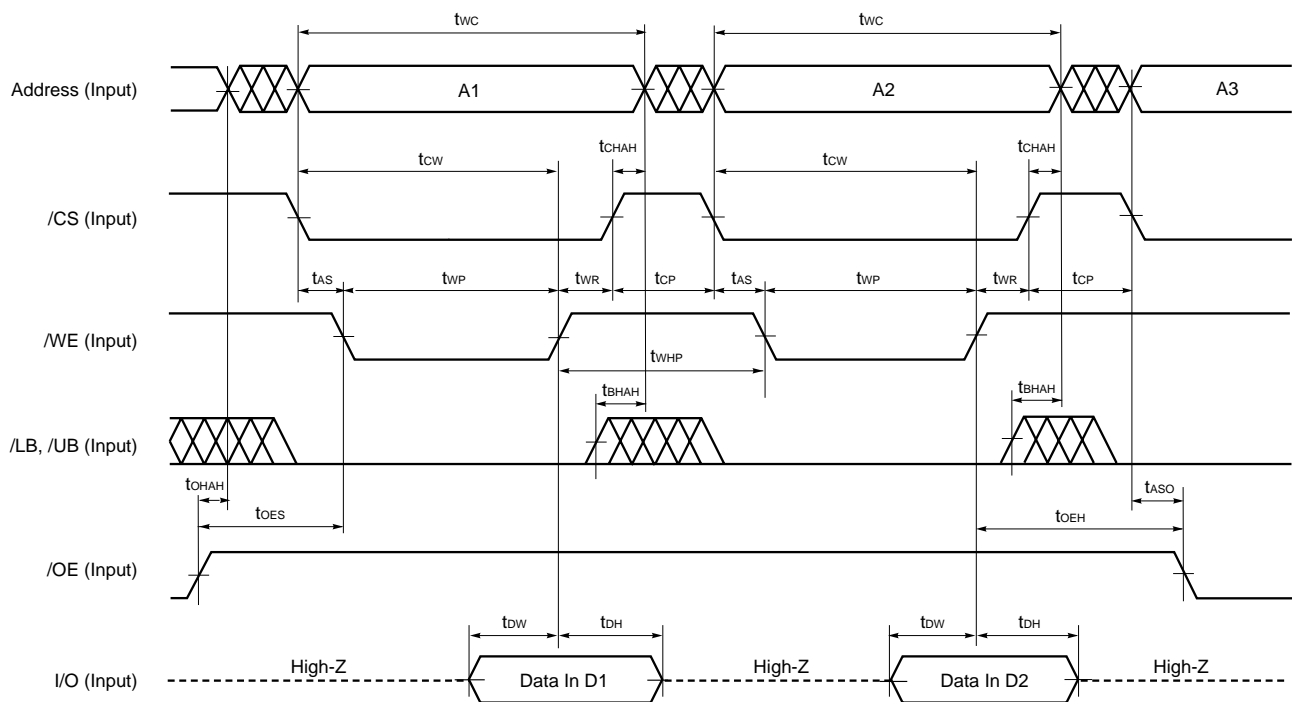 tWC tWC
Address (Input) A1 A2 A3
tCHAH tCHAH
tCW tCW
/CS (Input)
tAS tWP tWR tCP tAS tWP tWR tCP
/WE (Input)
tWHP
tBHAH tBHAH
/LB, /UB (Input)
tOHAH tASO
tOES tOEH
/OE (Input)
tDW tDH tDW tDH
High-Z High-Z High-Z
I/O (Input) Data In D1 Data In D2